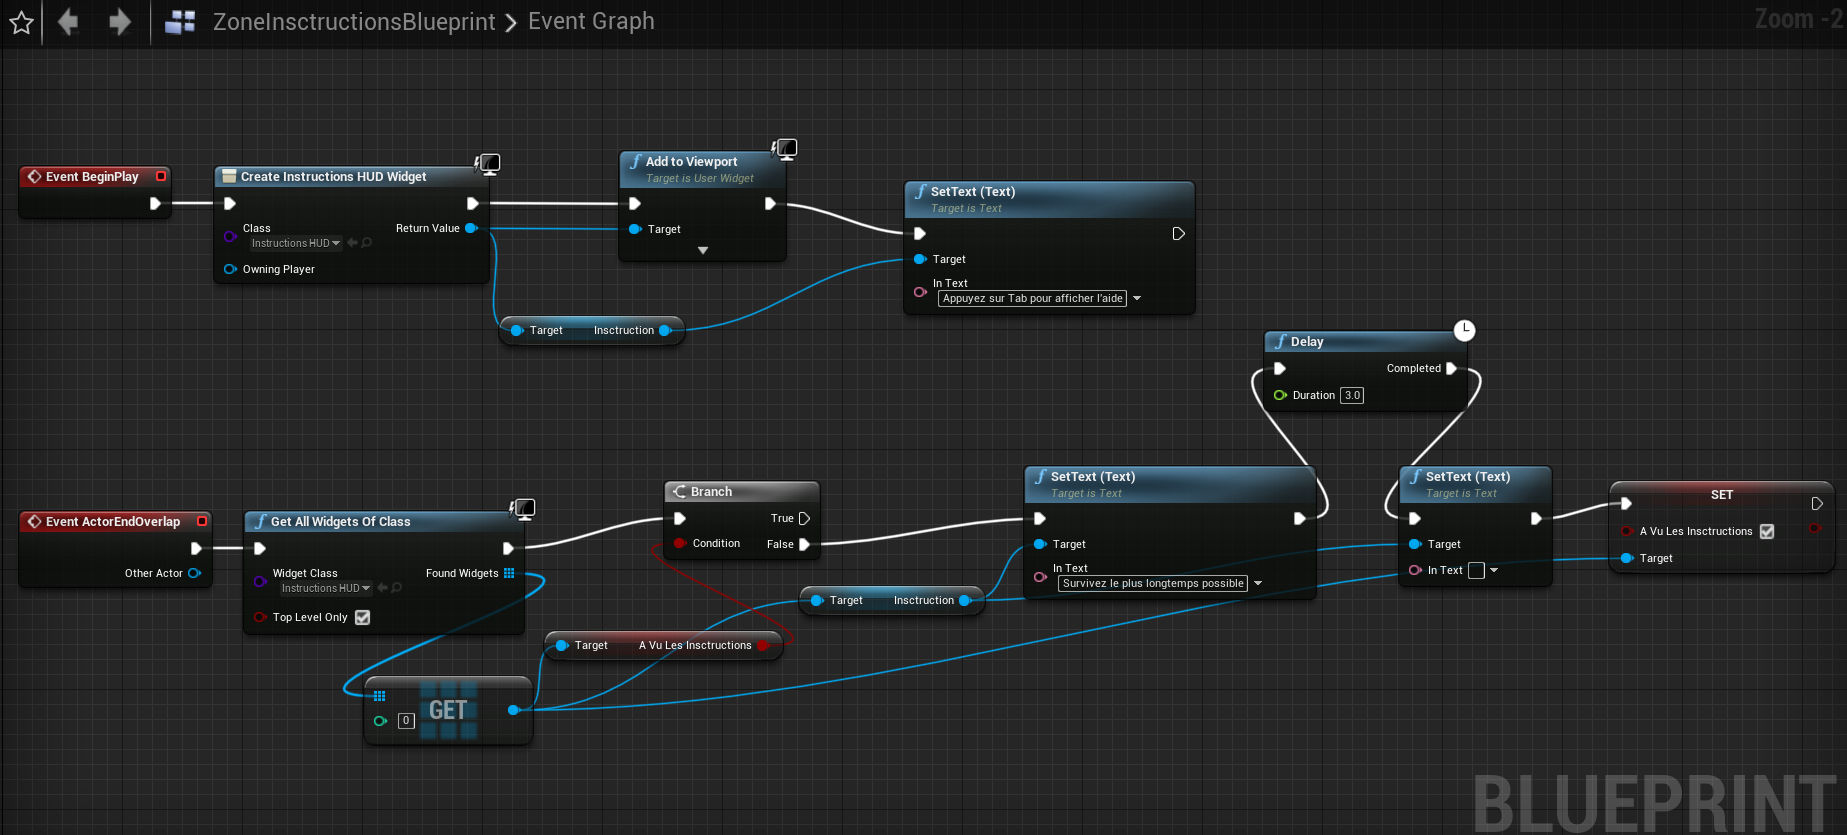 ZoneInsctructionsBlueprint > Event Graph
Zoom -2
Event BeginPlay
Create Instructions HUD Widget
Class
Instructions HUD
Return Value
Owning Player
Add to Viewport
Target is User Widget
Target
SetText (Text)
Target is Text
Target
In Text
Appuyez sur Tab pour afficher l'aide
Target Insctruction
Delay
Completed
Duration 3.0
Event ActorEndOverlap
Other Actor
Get All Widgets Of Class
Widget Class
Instructions HUD
Found Widgets
Top Level Only
Branch
True
Condition
False
SetText (Text)
Target is Text
Target
In Text
Survivez le plus longtemps possible
SetText (Text)
Target is Text
Target
In Text
SET
A Vu Les Insctructions
Target
Target Insctruction
Target A Vu Les Insctructions
GET
0
BLUEPRINT